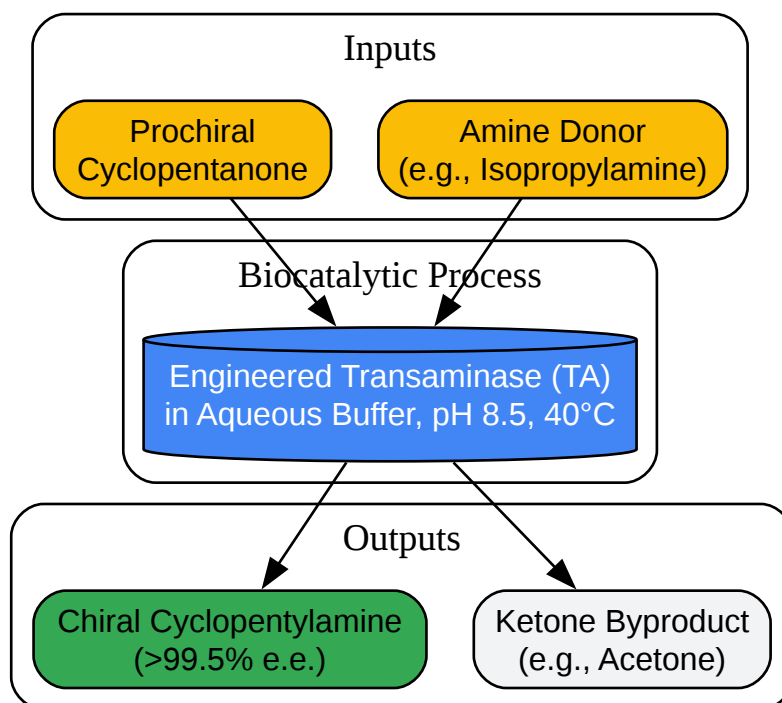 Inputs
Prochiral
Cyclopentanone
Amine Donor
(e.g., Isopropylamine)
Biocatalytic Process
Engineered Transaminase (TA)
in Aqueous Buffer, pH 8.5, 40°C
Outputs
Chiral Cyclopentylamine
(>99.5% e.e.)
Ketone Byproduct
(e.g., Acetone)